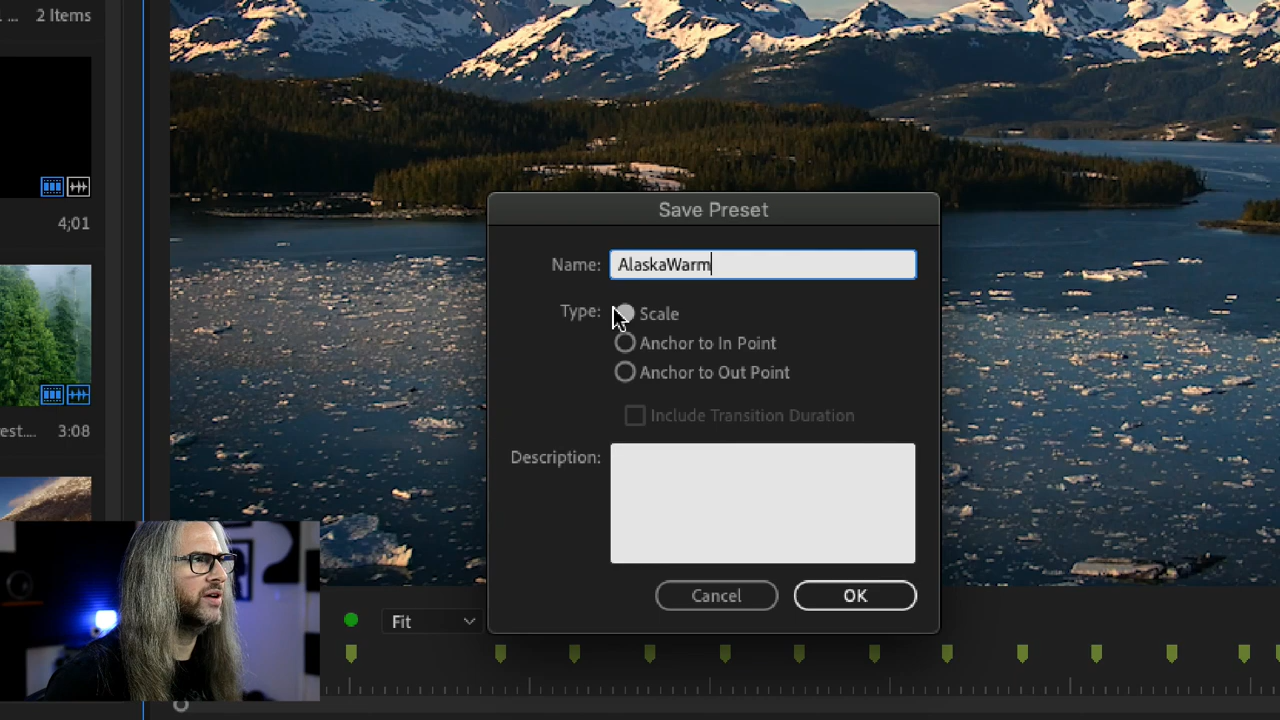 ... 2 Items
4;01
est.... 3:08
Save Preset
Name: AlaskaWarm
Type: Scale
Anchor to In Point
Anchor to Out Point
Include Transition Duration
Description:
Cancel OK
Fit